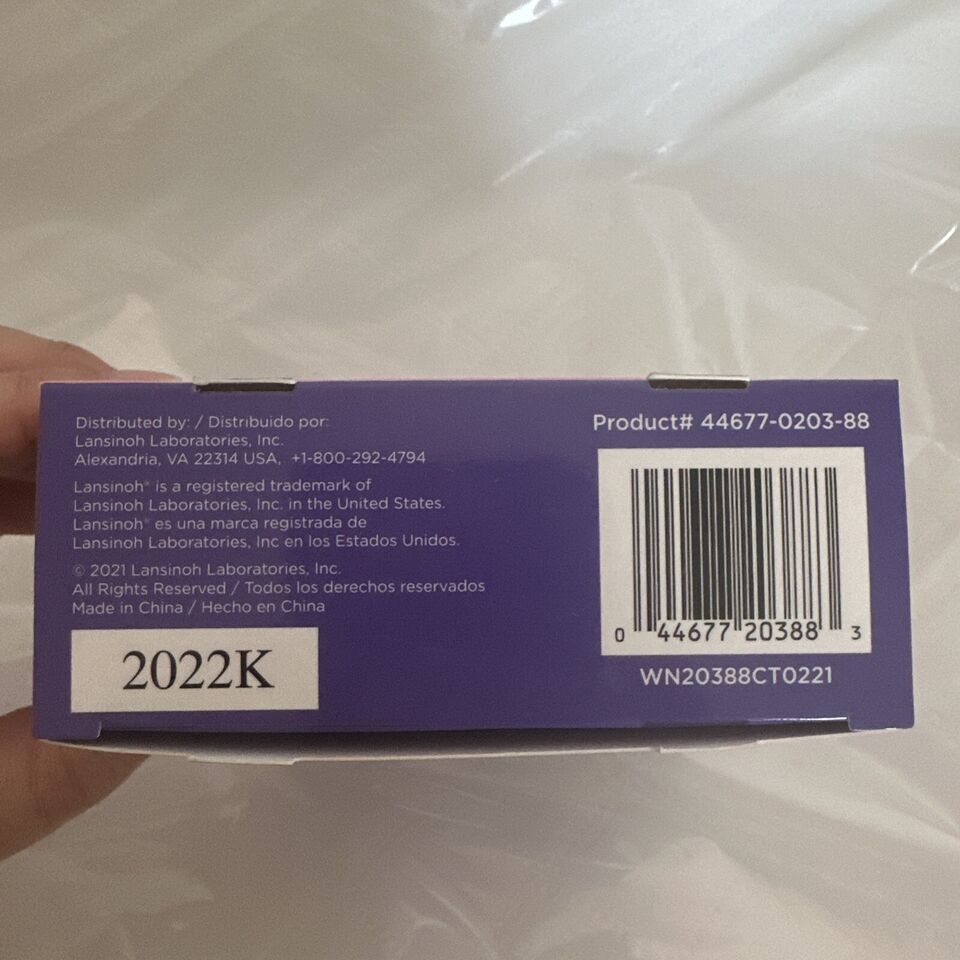 Distributed by: / Distribuido por:
Lansinoh Laboratories, Inc.
Alexandria, VA 22314 USA, +1-800-292-4794
Lansinoh® is a registered trademark of
Lansinoh Laboratories, Inc. in the United States.
Lansinoh® es una marca registrada de
Lansinoh Laboratories, Inc en los Estados Unidos.
© 2021 Lansinoh Laboratories, Inc.
All Rights Reserved / Todos los derechos reservados
Made in China / Hecho en China
2022K
Product# 44677-0203-88
0 44677 20388 3
WN20388CT0221